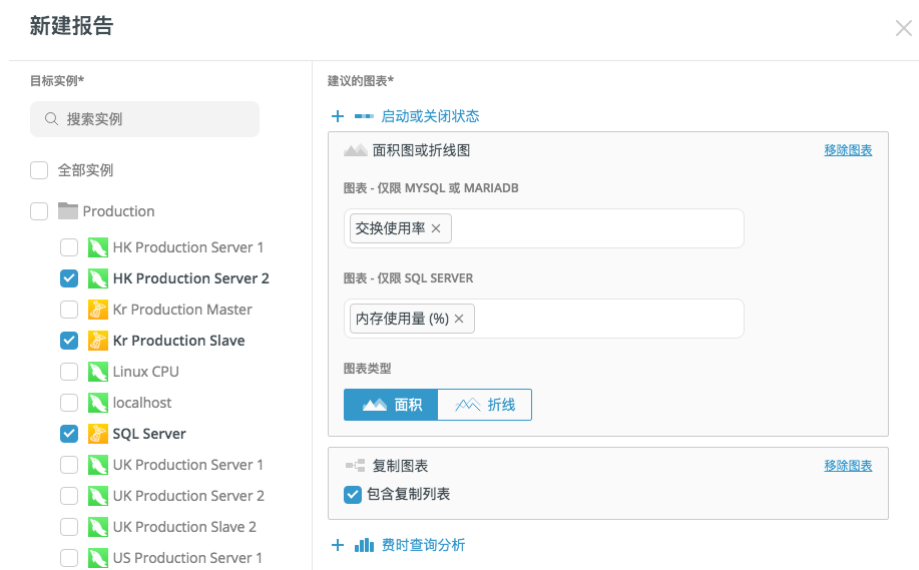 新建报告
目标实例*
搜索实例
全部实例
Production
HK Production Server 1
HK Production Server 2
Kr Production Master
Kr Production Slave
Linux CPU
localhost
SQL Server
UK Production Server 1
UK Production Server 2
UK Production Slave 2
US Production Server 1
建议的图表*
启动或关闭状态
面积图或折线图
移除图表
图表 - 仅限 MYSQL 或 MARIADB
交换使用率
图表 - 仅限 SQL SERVER
内存使用量 (%)
图表类型
面积
折线
复制图表
移除图表
包含复制列表
费时查询分析